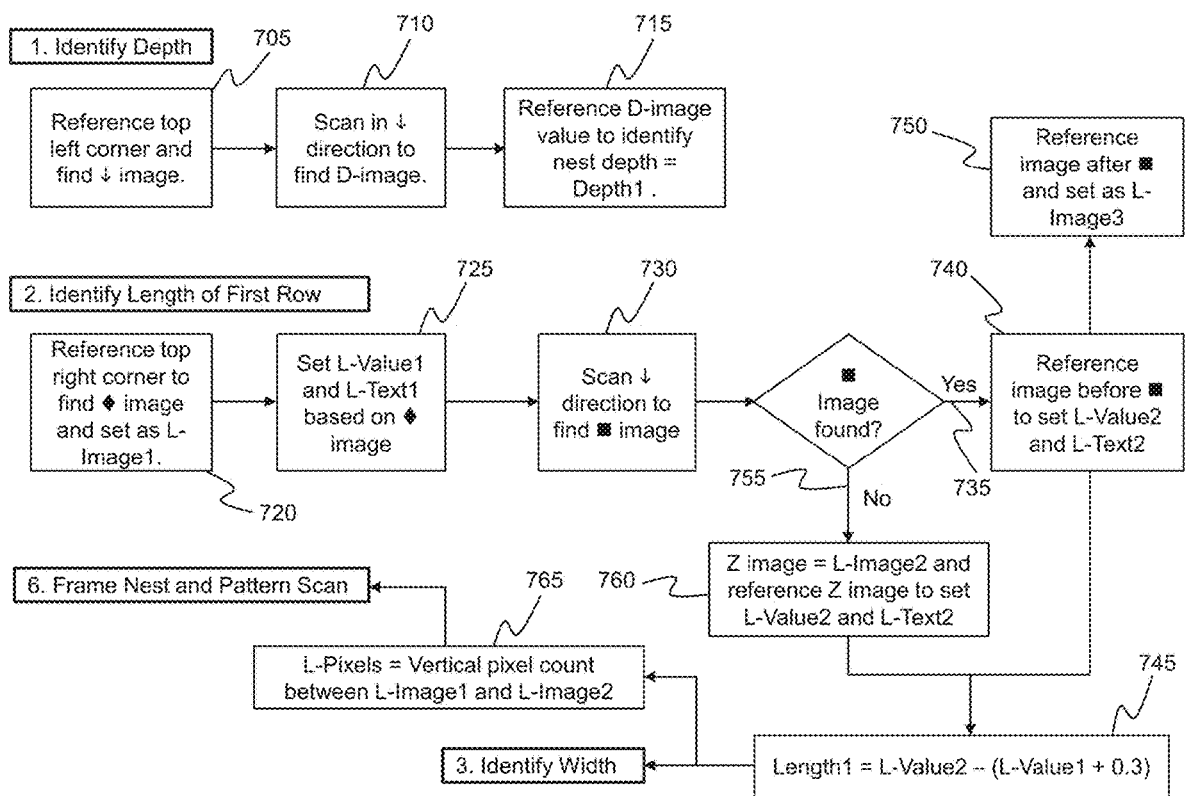 1. Identify Depth
705
710
715
Reference top
left corner and
find ↓ image.
Scan in ↓
direction to
find D-image.
Reference D-image
value to identify
nest depth =
Depth1 .
750
Reference
image after ■
and set as L-
Image3
2. Identify Length of First Row
725
730
740
Reference top
right corner to
find ♦ image
and set as L-
Image1.
720
Set L-Value1
and L-Text1
based on ♦
image
Scan ↓
direction to
find ■ image
■
Image
found?
Yes
735
755
No
Reference
image before ■
to set L-Value2
and L-Text2
760
Z image = L-Image2 and
reference Z image to set
L-Value2 and L-Text2
6. Frame Nest and Pattern Scan
765
L-Pixels = Vertical pixel count
between L-Image1 and L-Image2
745
3. Identify Width
Length1 = L-Value2 – (L-Value1 + 0.3)